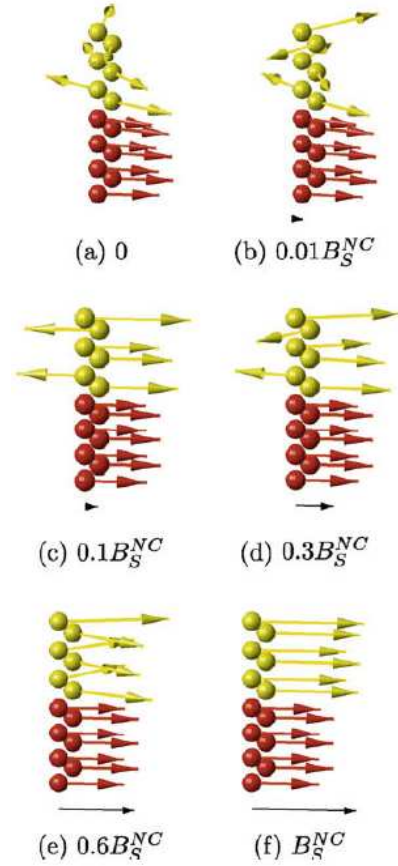 (a) 0
(b) 0.01B_S^{NC}
(c) 0.1B_S^{NC}
(d) 0.3B_S^{NC}
(e) 0.6B_S^{NC}
(f) B_S^{NC}